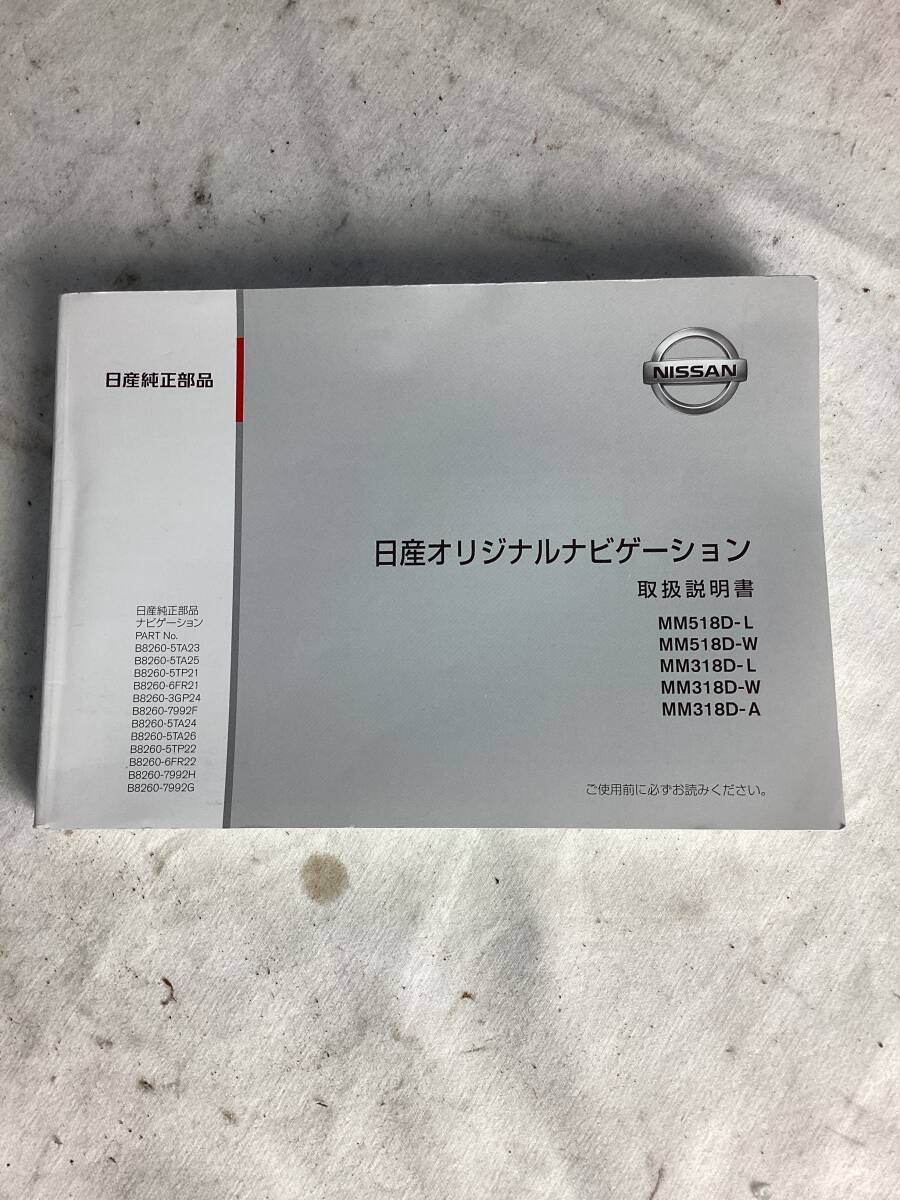 日産純正部品
NISSAN
日産オリジナルナビゲーション
取扱説明書
MM518D-L
MM518D-W
MM318D-L
MM318D-W
MM318D-A
日産純正部品
ナビゲーション
PART No.
B8260-5TA23
B8260-5TA25
B8260-5TP21
B8260-6FR21
B8260-3GP24
B8260-7992F
B8260-5TA24
B8260-5TA26
B8260-5TP22
B8260-6FR22
B8260-7992H
B8260-7992G
ご使用前に必ずお読みください。